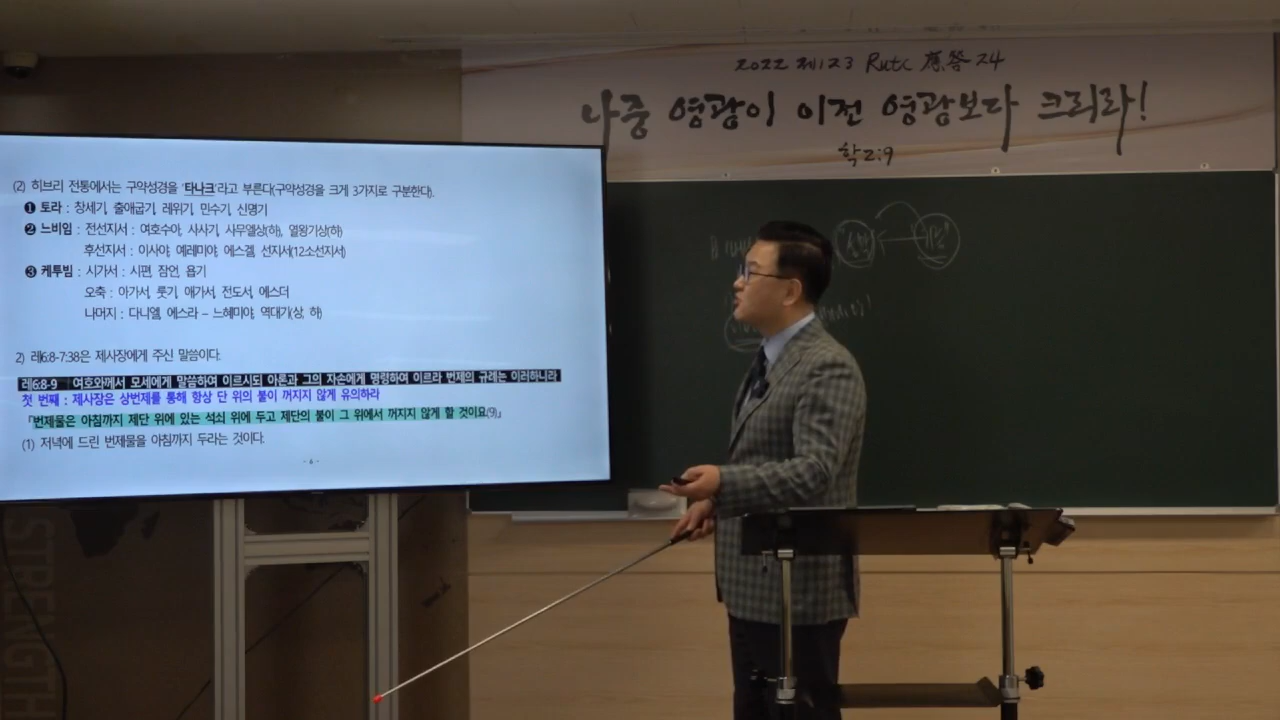 2022 제123 Rutc 應答 24
나중 영광이 이전 영광보다 크리라!
학2:9
(2) 히브리 전통에서는 구약성경을 '타나크'라고 부른다(구약성경을 크게 3가지로 구분한다).
❶ 토라 : 창세기, 출애굽기, 레위기, 민수기, 신명기
❷ 느비임 : 전선지서 : 여호수아, 사사기, 사무엘상(하), 열왕기상(하)
후선지서 : 이사야, 예레미야, 에스겔, 선지서(12소선지서)
❸ 케투빔 : 시가서 : 시편, 잠언, 욥기
오축 : 아가서, 룻기, 애가서, 전도서, 에스더
나머지 : 다니엘, 에스라 – 느혜미야, 역대기(상, 하)
2) 레6:8-7:38은 제사장에게 주신 말씀이다.
레6:8-9 여호와께서 모세에게 말씀하여 이르시되 아론과 그의 자손에게 명령하여 이르라 번제의 규례는 이러하니라
첫 번째 : 제사장은 상번제를 통해 항상 단 위의 불이 꺼지지 않게 유의하라
「번제물은 아침까지 제단 위에 있는 석쇠 위에 두고 제단의 불이 그 위에서 꺼지지 않게 할 것이요(9)」
(1) 저녁에 드린 번제물을 아침까지 두라는 것이다.
- 6 -
STRENGTH